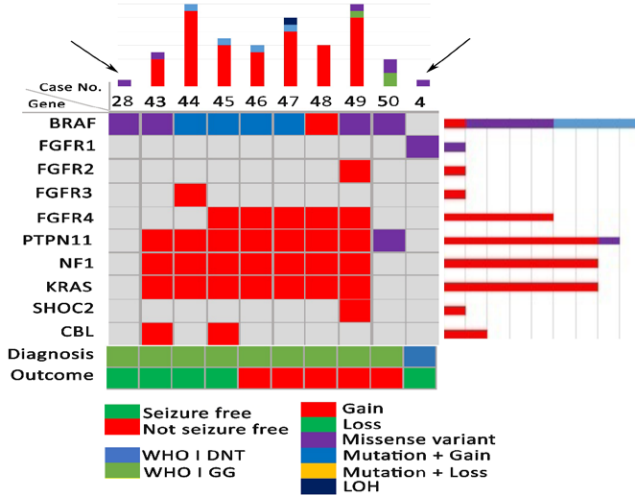 Case No.
Gene
28 43 44 45 46 47 48 49 50 4
BRAF
FGFR1
FGFR2
FGFR3
FGFR4
PTPN11
NF1
KRAS
SHOC2
CBL
Diagnosis
Outcome
Seizure free
Not seizure free
WHO I DNT
WHO I GG
Gain
Loss
Missense variant
Mutation + Gain
Mutation + Loss
LOH